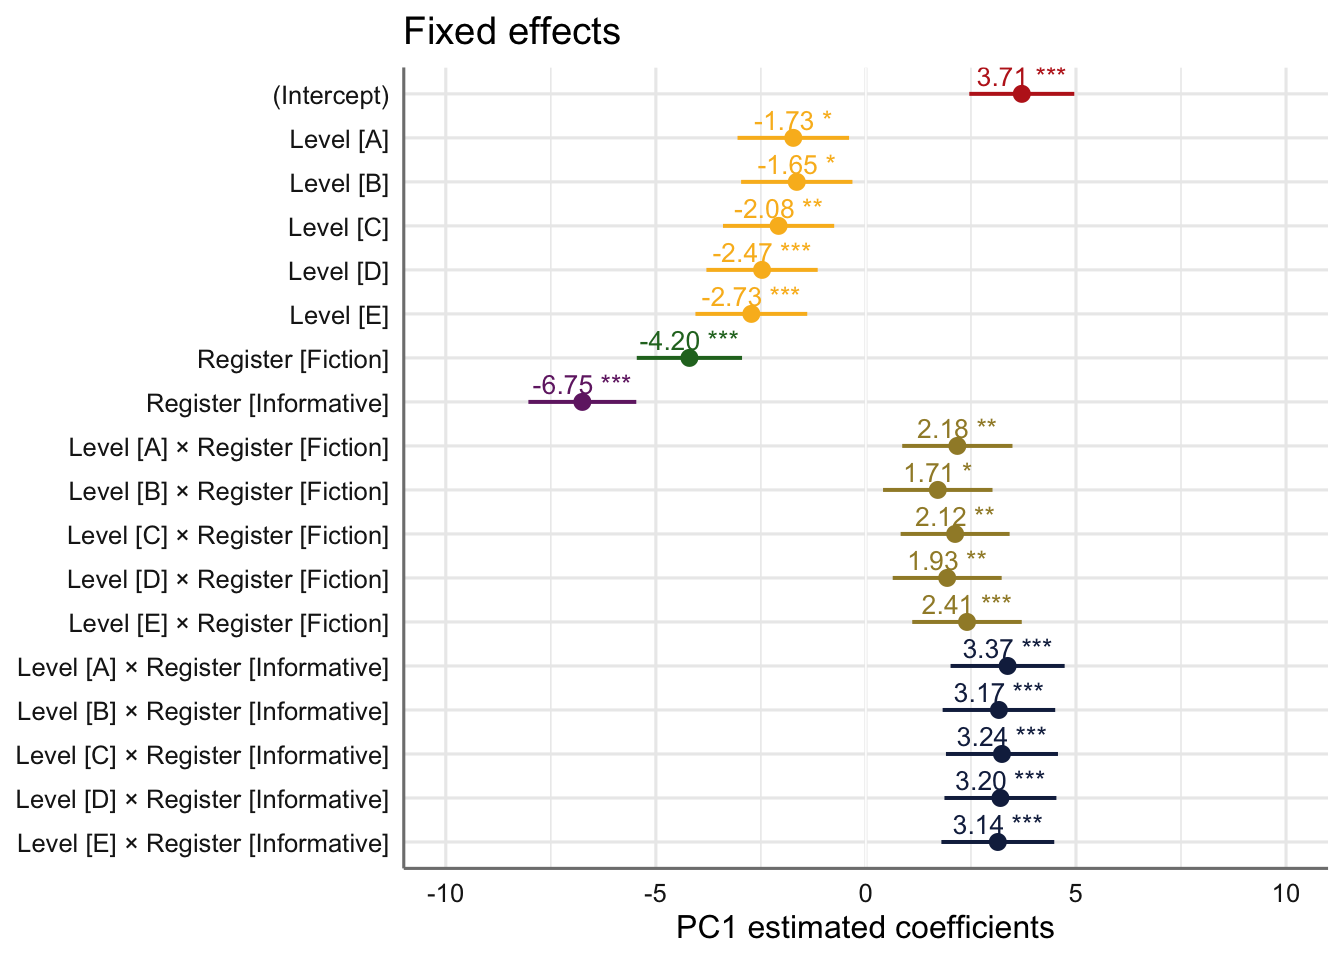 Fixed effects
(Intercept) 3.71 ***
Level [A] -1.73 *
Level [B] -1.65 *
Level [C] -2.08 **
Level [D] -2.47 ***
Level [E] -2.73 ***
Register [Fiction] -4.20 ***
Register [Informative] -6.75 ***
Level [A] × Register [Fiction] 2.18 **
Level [B] × Register [Fiction] 1.71 *
Level [C] × Register [Fiction] 2.12 **
Level [D] × Register [Fiction] 1.93 **
Level [E] × Register [Fiction] 2.41 ***
Level [A] × Register [Informative] 3.37 ***
Level [B] × Register [Informative] 3.17 ***
Level [C] × Register [Informative] 3.24 ***
Level [D] × Register [Informative] 3.20 ***
Level [E] × Register [Informative] 3.14 ***
-10 -5 0 5 10
PC1 estimated coefficients